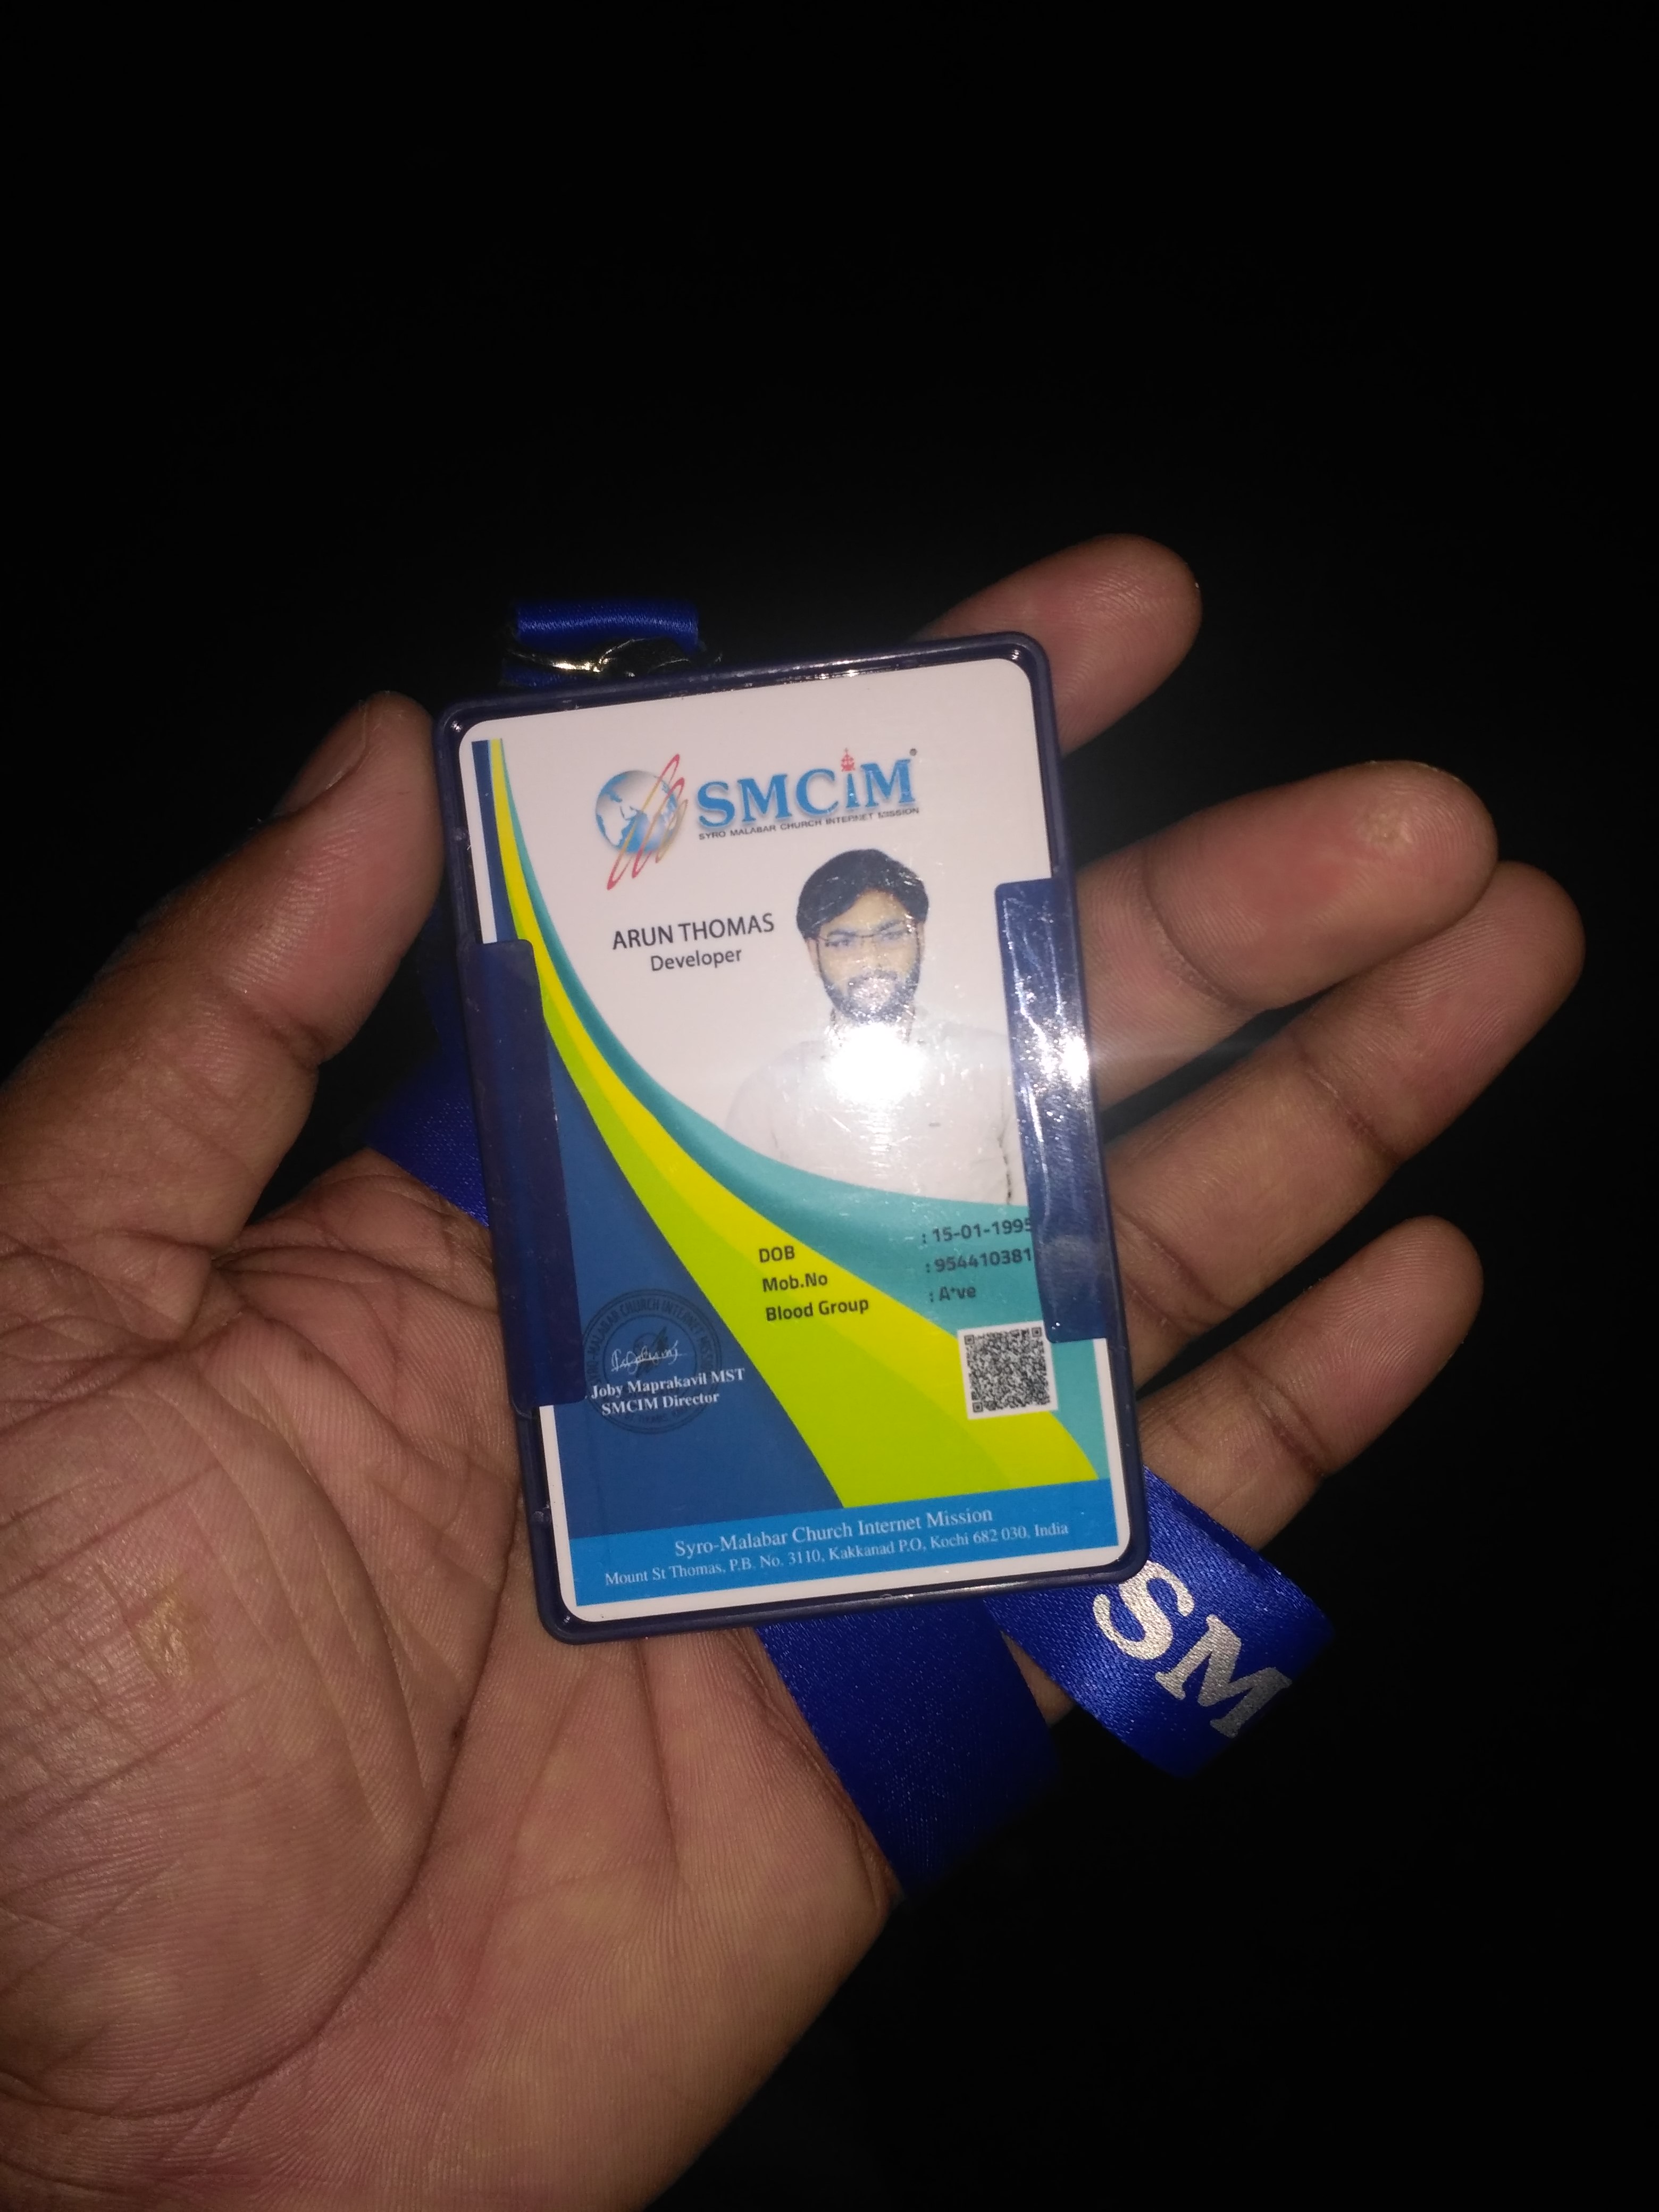 SMCiM
SYRO MALABAR CHURCH INTERNET MISSION
ARUN THOMAS
Developer
DOB : 15-01-1995
Mob.No : 954410381
Blood Group : A+ve
Joby Maprakavil MST
SMCIM Director
Syro-Malabar Church Internet Mission
Mount St Thomas, P.B. No. 3110, Kakkanad P.O, Kochi 682 030, India
SM